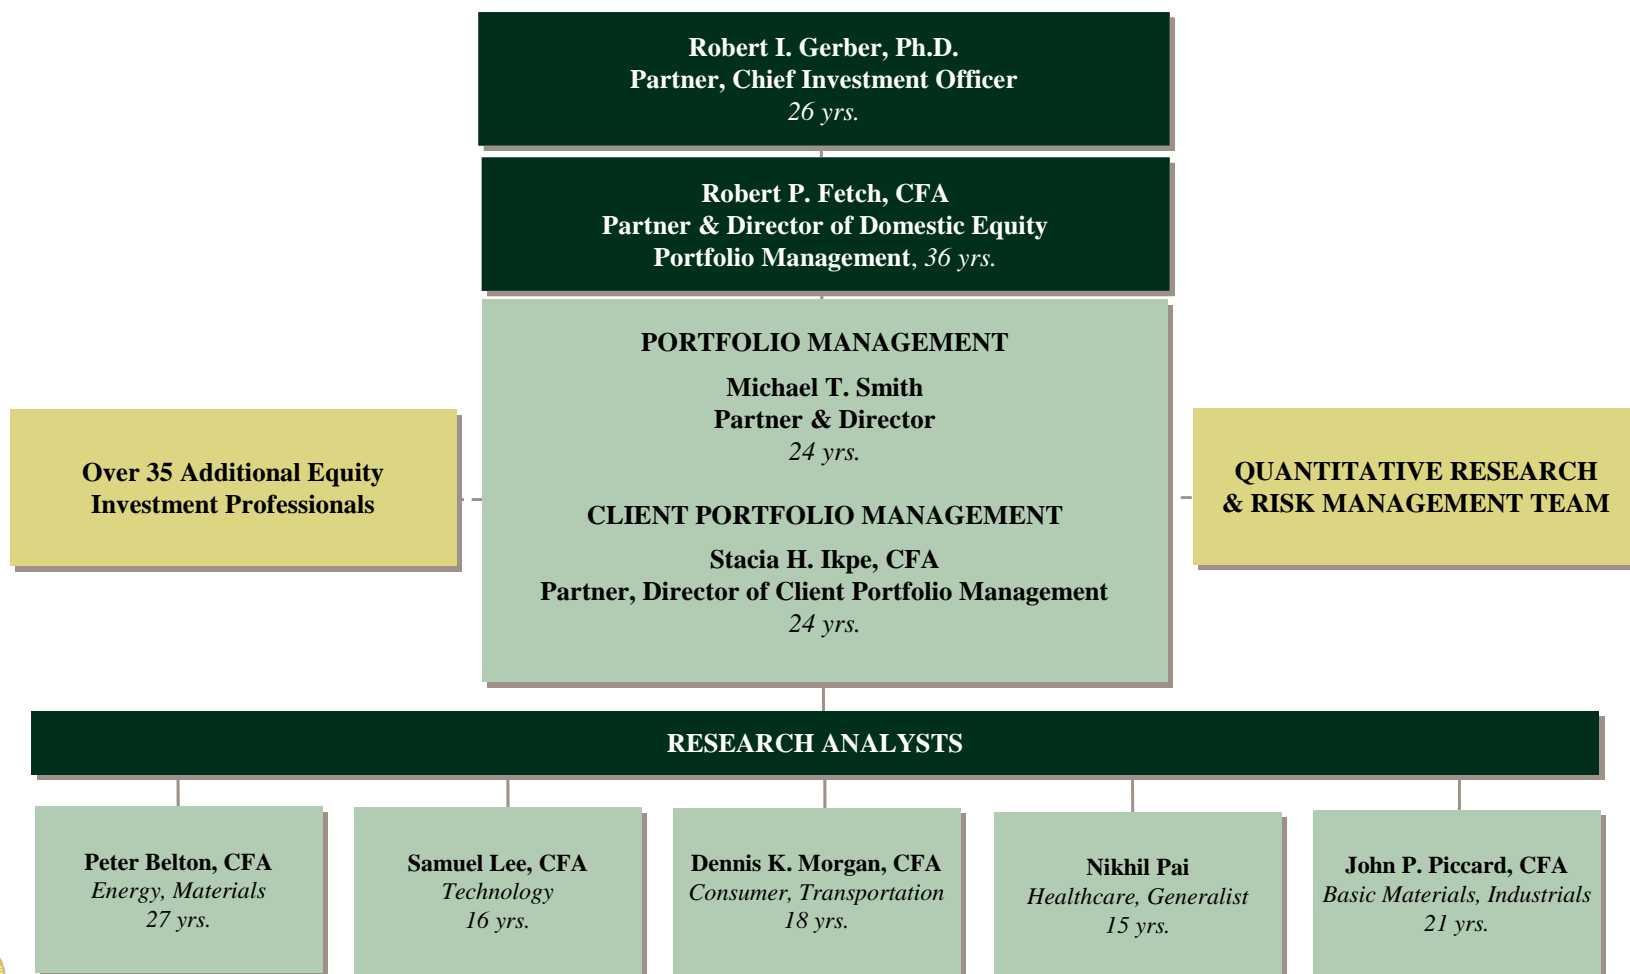 Robert I. Gerber, Ph.D.
Partner, Chief Investment Officer
26 yrs.
Robert P. Fetch, CFA
Partner & Director of Domestic Equity
Portfolio Management, 36 yrs.
PORTFOLIO MANAGEMENT
Michael T. Smith
Partner & Director
24 yrs.
CLIENT PORTFOLIO MANAGEMENT
Stacia H. Ikpe, CFA
Partner, Director of Client Portfolio Management
24 yrs.
Over 35 Additional Equity
Investment Professionals
QUANTITATIVE RESEARCH
& RISK MANAGEMENT TEAM
RESEARCH ANALYSTS
Peter Belton, CFA
Energy, Materials
27 yrs.
Samuel Lee, CFA
Technology
16 yrs.
Dennis K. Morgan, CFA
Consumer, Transportation
18 yrs.
Nikhil Pai
Healthcare, Generalist
15 yrs.
John P. Piccard, CFA
Basic Materials, Industrials
21 yrs.